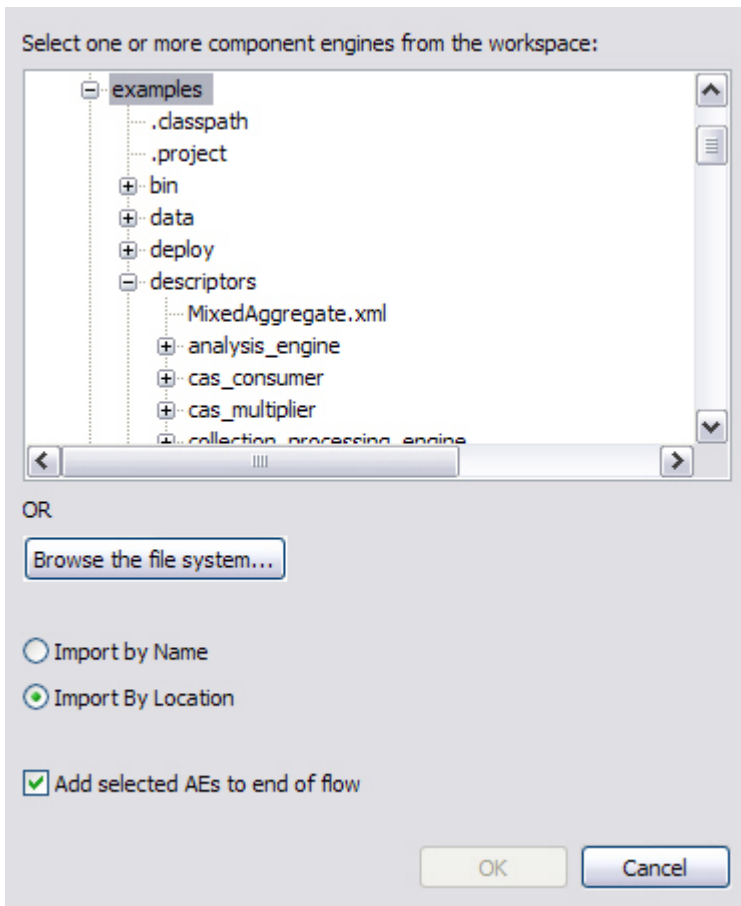 Select one or more component engines from the workspace:
examples
.classpath
.project
bin
data
deploy
descriptors
MixedAggregate.xml
analysis_engine
cas_consumer
cas_multiplier
collection_processing_engine
OR
Browse the file system...
Import by Name
Import By Location
Add selected AEs to end of flow
OK
Cancel